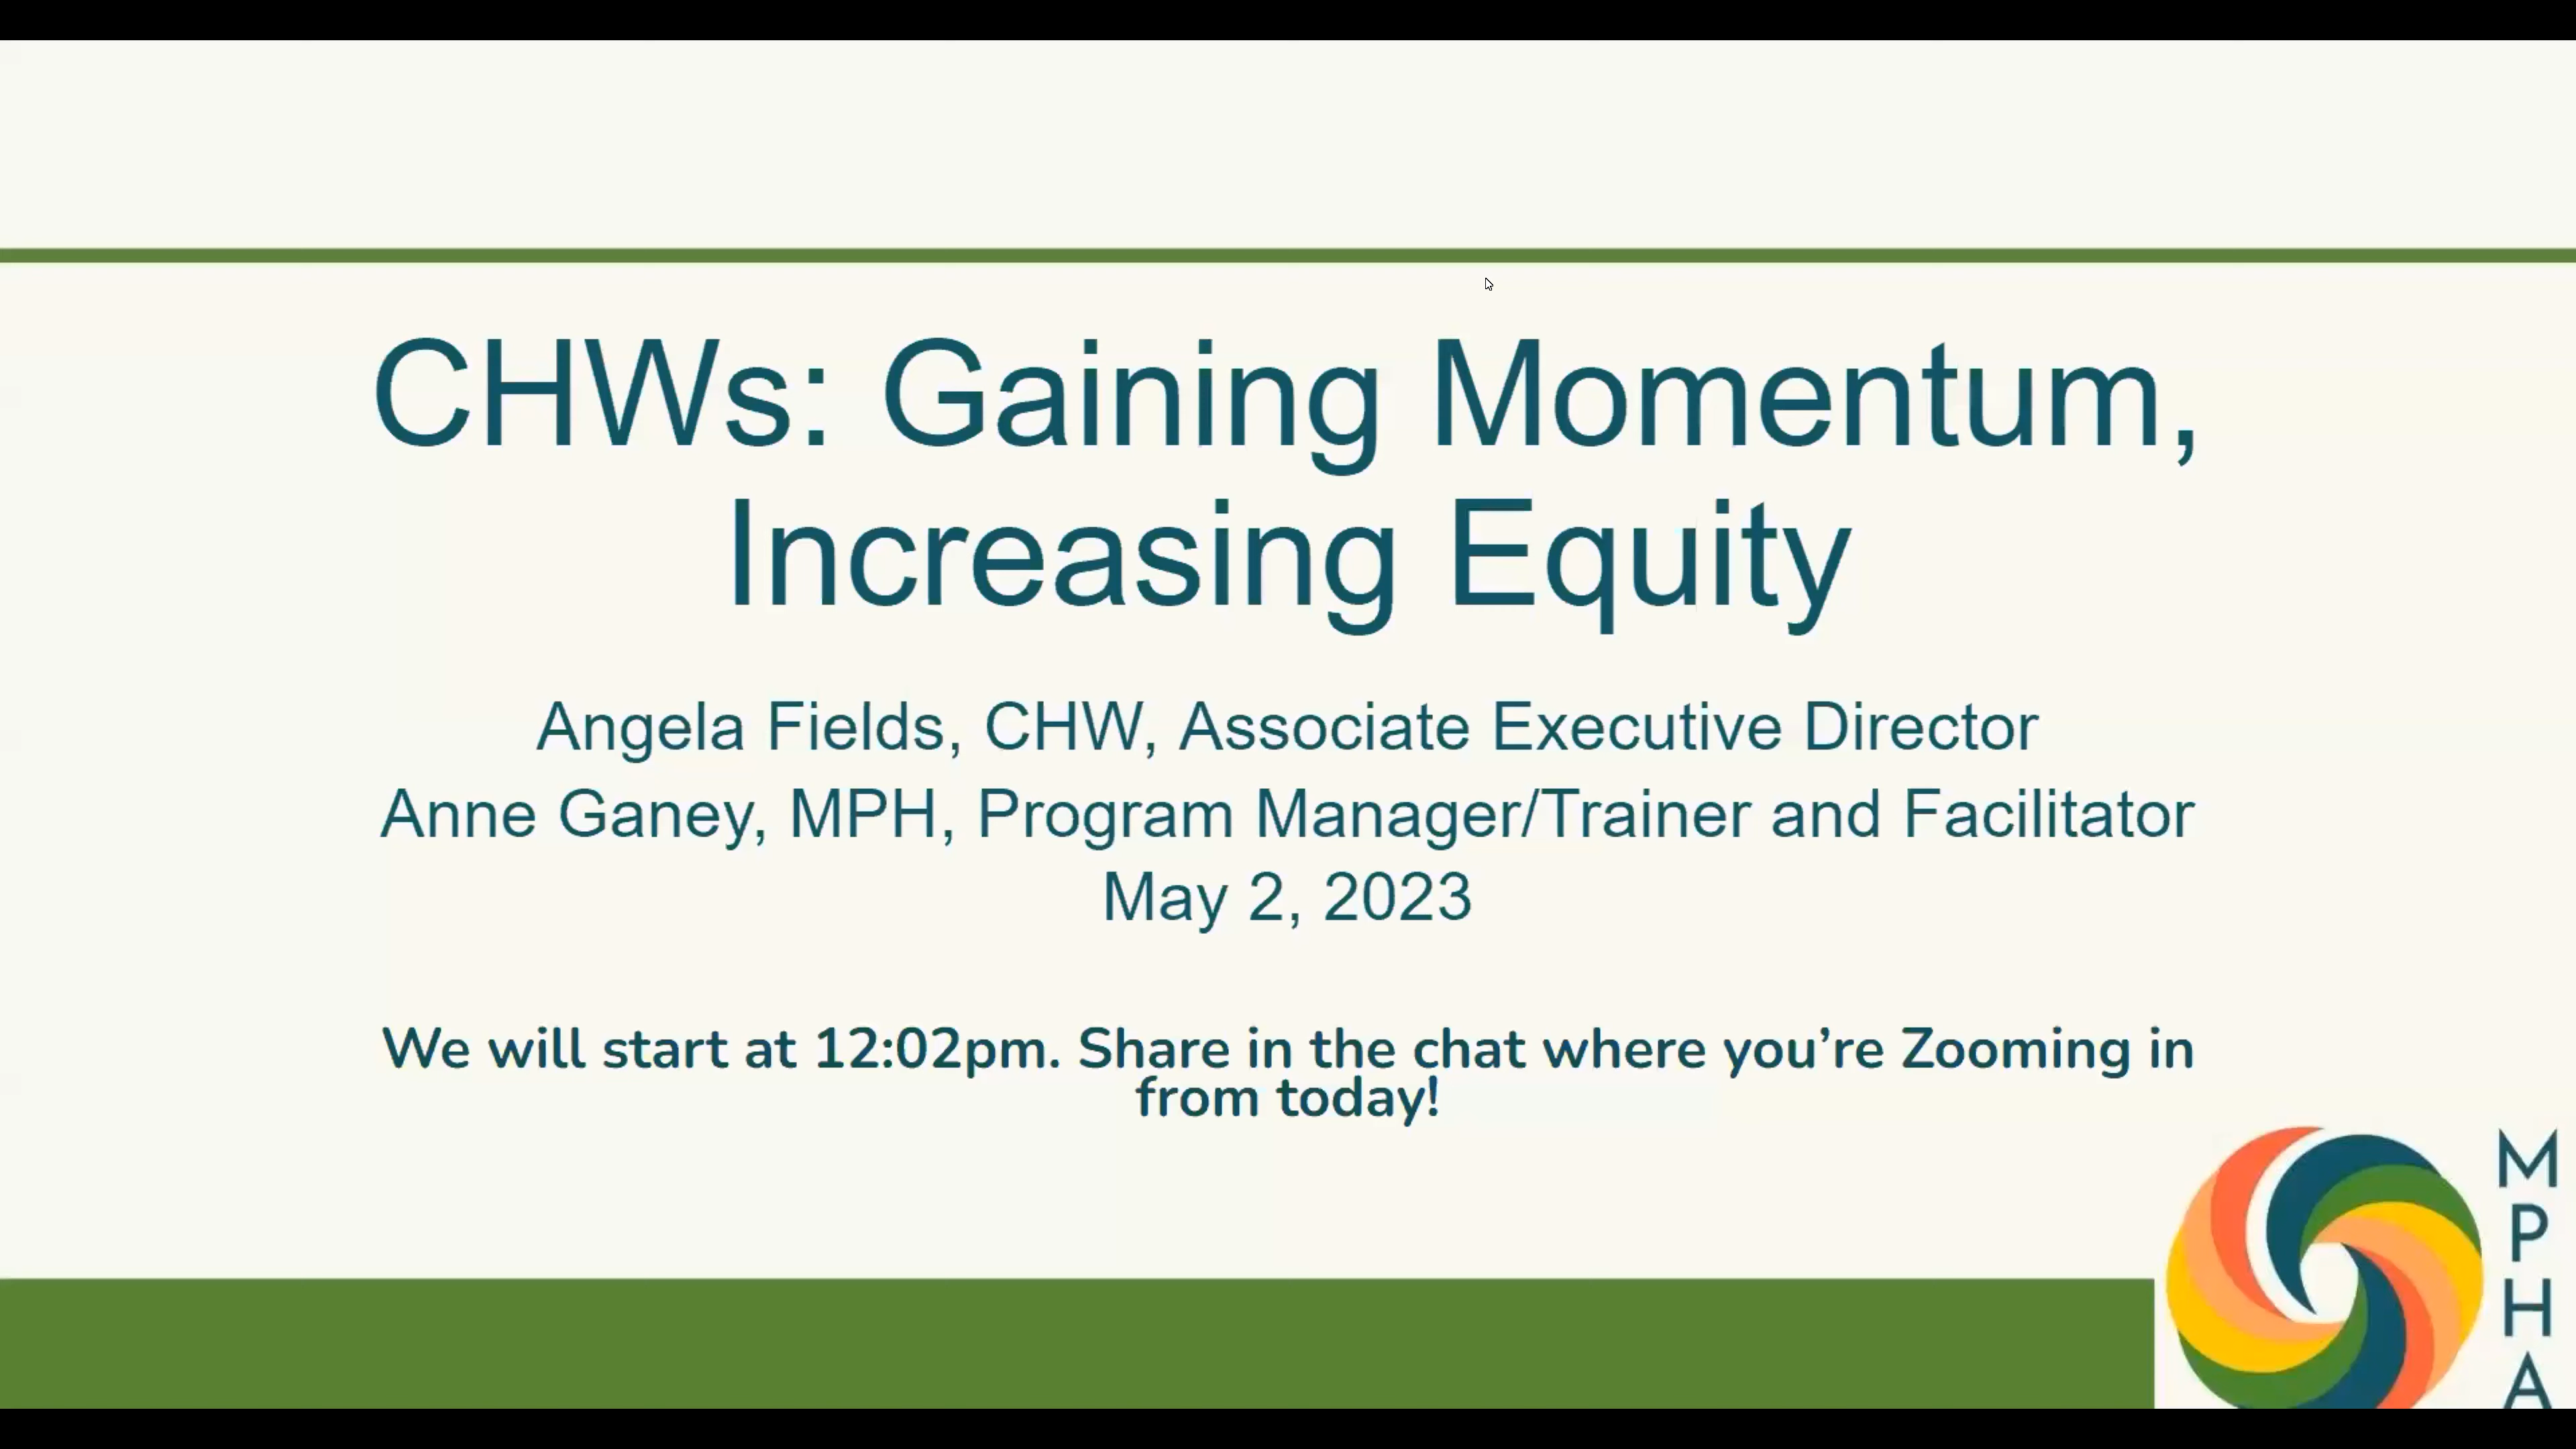 CHWs: Gaining Momentum,
Increasing Equity
Angela Fields, CHW, Associate Executive Director
Anne Ganey, MPH, Program Manager/Trainer and Facilitator
May 2, 2023
We will start at 12:02pm. Share in the chat where you’re Zooming in
from today!
M
P
H
A